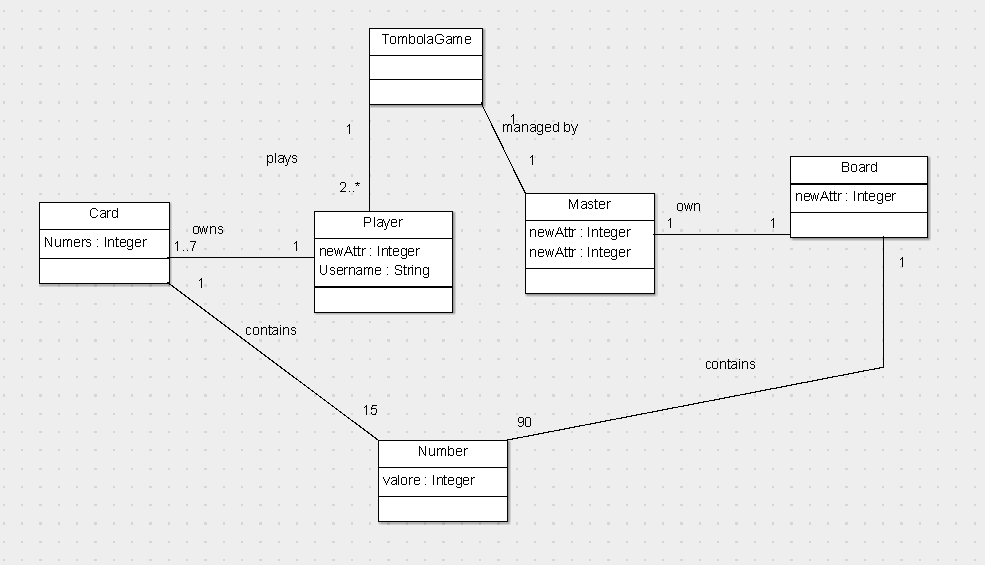 TombolaGame
1
1
managed by
plays
1
2..*
Board
newAttr : Integer
Card
Numers : Integer
owns
1..7
1
Player
newAttr : Integer
Username : String
Master
newAttr : Integer
newAttr : Integer
own
1
1
1
1
contains
contains
15
90
Number
valore : Integer